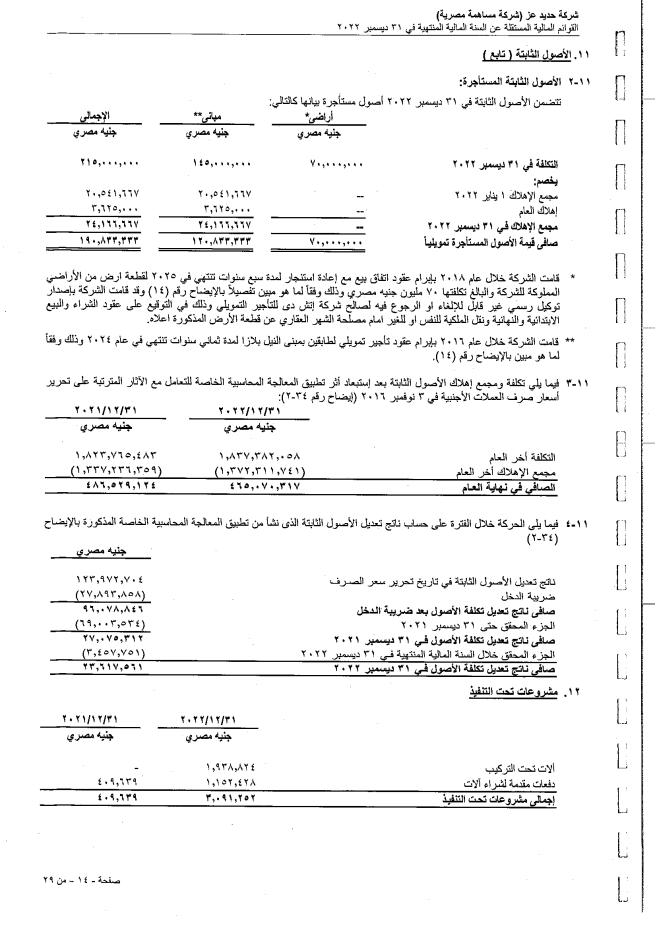 شركة حديد عز (شركة مساهمة مصرية)
القوائم المالية المستقلة عن السنة المالية المنتهية في ٣١ ديسمبر ٢٠٢٢
١١. الأصول الثابتة ( تابع )
١١-٢ الأصول الثابتة المستأجرة:
تتضمن الأصول الثابتة في ٣١ ديسمبر ٢٠٢٢ أصول مستأجرة بيانها كالتالي:
أراضي* مباني** الإجمالي
جنيه مصري جنيه مصري جنيه مصري
التكلفة في ٣١ ديسمبر ٢٠٢٢ ٧٠,٠٠٠,٠٠٠ ١٤٥,٠٠٠,٠٠٠ ٢١٥,٠٠٠,٠٠٠
يخصم:
مجمع الإهلاك ١ يناير ٢٠٢٢ -- ٢٠,٥٤١,٦٦٧ ٢٠,٥٤١,٦٦٧
إهلاك العام -- ٣,٦٢٥,٠٠٠ ٣,٦٢٥,٠٠٠
مجمع الإهلاك في ٣١ ديسمبر ٢٠٢٢ -- ٢٤,١٦٦,٦٦٧ ٢٤,١٦٦,٦٦٧
صافي قيمة الأصول المستأجرة تمويلياً ٧٠,٠٠٠,٠٠٠ ١٢٠,٨٣٣,٣٣٣ ١٩٠,٨٣٣,٣٣٣
* قامت الشركة خلال عام ٢٠١٨ بإبرام عقود اتفاق بيع مع إعادة استئجار لمدة سبع سنوات تنتهي في ٢٠٢٥ لقطعة ارض من الأراضي
المملوكة للشركة والبالغ تكلفتها ٧٠ مليون جنيه مصري وذلك وفقاً لما هو مبين تفصيلاً بالإيضاح رقم (١٤) وقد قامت الشركة بإصدار
توكيل رسمي غير قابل للإلغاء او الرجوع فيه لصالح شركة إتش دى للتأجير التمويلي وذلك في التوقيع على عقود الشراء والبيع
الابتدائية والنهائية ونقل الملكية للنفس او للغير امام مصلحة الشهر العقاري عن قطعة الأرض المذكورة اعلاه.
** قامت الشركة خلال عام ٢٠١٦ بإبرام عقود تأجير تمويلي لطابقين بمبنى النيل بلازا لمدة ثماني سنوات تنتهي في عام ٢٠٢٤ وذلك وفقاً
لما هو مبين بالإيضاح رقم (١٤).
١١-٣ فيما يلي تكلفة ومجمع إهلاك الأصول الثابتة بعد إستبعاد أثر تطبيق المعالجة المحاسبية الخاصة للتعامل مع الآثار المترتبة على تحرير
أسعار صرف العملات الأجنبية في ٣ نوفمبر ٢٠١٦ (إيضاح رقم ٣٤-٢):
٢٠٢٢/١٢/٣١ ٢٠٢١/١٢/٣١
جنيه مصري جنيه مصري
التكلفة أخر العام ١,٨٣٧,٣٨٢,٠٥٨ ١,٨٢٣,٧٦٥,٤٨٣
مجمع الإهلاك أخر العام (١,٣٧٢,٣١١,٧٤١) (١,٣٣٧,٢٣٦,٣٥٩)
الصافي في نهاية العام ٤٦٥,٠٧٠,٣١٧ ٤٨٦,٥٢٩,١٢٤
١١-٤ فيما يلي الحركة خلال الفترة على حساب ناتج تعديل الأصول الثابتة الذى نشأ من تطبيق المعالجة المحاسبية الخاصة المذكورة بالإيضاح
(٣٤-٢)
جنيه مصري
ناتج تعديل الأصول الثابتة في تاريخ تحرير سعر الصرف ١٢٣,٩٧٢,٧٠٤
ضريبة الدخل (٢٧,٨٩٣,٨٥٨)
صافى ناتج تعديل تكلفة الأصول بعد ضريبة الدخل ٩٦,٠٧٨,٨٤٦
الجزء المحقق حتى ٣١ ديسمبر ٢٠٢١ (٦٩,٠٠٣,٥٣٤)
صافى ناتج تعديل تكلفة الأصول في ٣١ ديسمبر ٢٠٢١ ٢٧,٠٧٥,٣١٢
الجزء المحقق خلال السنة المالية المنتهية في ٣١ ديسمبر ٢٠٢٢ (٣,٤٥٧,٧٥١)
صافى ناتج تعديل تكلفة الأصول في ٣١ ديسمبر ٢٠٢٢ ٢٣,٦١٧,٥٦١
١٢. مشروعات تحت التنفيذ
٢٠٢٢/١٢/٣١ ٢٠٢١/١٢/٣١
جنيه مصري جنيه مصري
ألات تحت التركيب ١,٩٣٨,٨٢٤ -
دفعات مقدمة لشراء ألات ١,١٥٢,٤٢٨ ٤٠٩,٦٣٩
إجمالي مشروعات تحت التنفيذ ٣,٠٩١,٢٥٢ ٤٠٩,٦٣٩
صفحة - ١٤ - من ٢٩